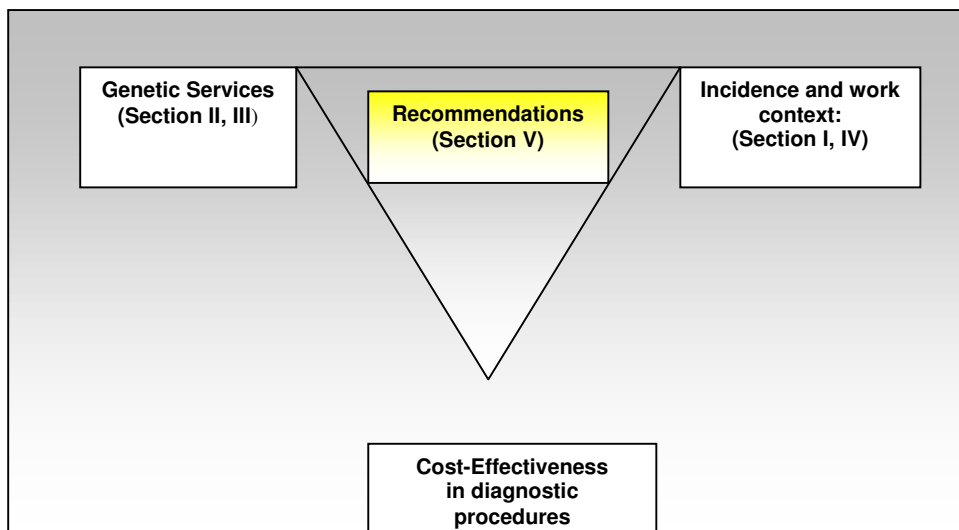 Genetic Services
(Section II, III)
Recommendations
(Section V)
Incidence and work
context:
(Section I, IV)
Cost-Effectiveness
in diagnostic
procedures